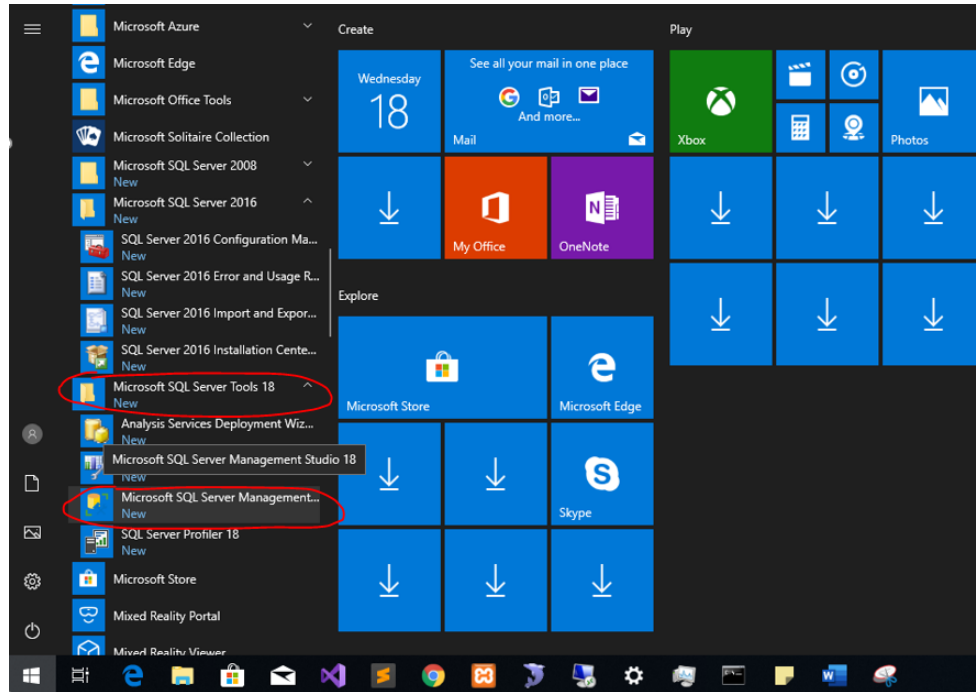 Microsoft Azure
Microsoft Edge
Microsoft Office Tools
Microsoft Solitaire Collection
Microsoft SQL Server 2008
New
Microsoft SQL Server 2016
New
SQL Server 2016 Configuration Ma...
New
SQL Server 2016 Error and Usage R...
New
SQL Server 2016 Import and Expor...
New
SQL Server 2016 Installation Cente...
New
Microsoft SQL Server Tools 18
New
Analysis Services Deployment Wiz...
New
Microsoft SQL Server Management Studio 18
New
Microsoft SQL Server Management...
New
SQL Server Profiler 18
New
Microsoft Store
Mixed Reality Portal
Mixed Reality Viewer
Create
Wednesday
18
See all your mail in one place
And more...
Mail
My Office
OneNote
Explore
Microsoft Store
Microsoft Edge
Skype
Play
Xbox
Photos